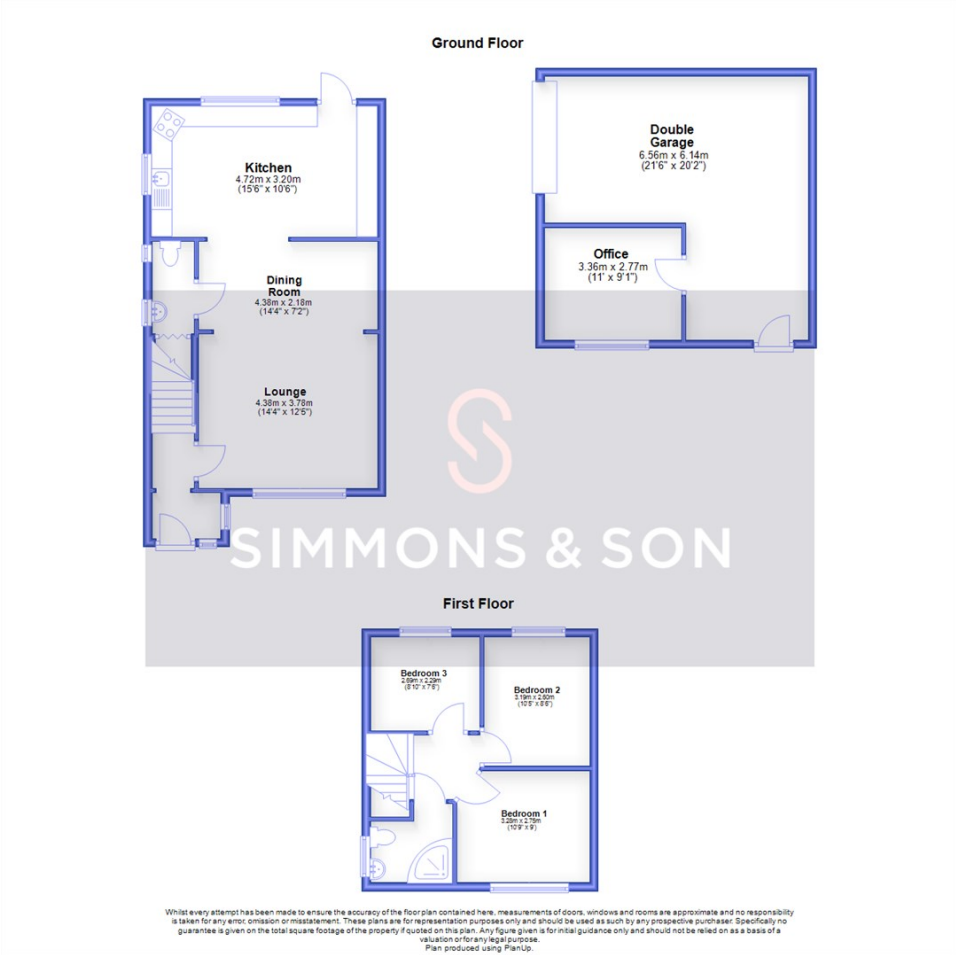 Ground Floor
Kitchen
4.72m x 3.20m
(15'6" x 10'6")
Double
Garage
6.56m x 6.14m
(21'6" x 20'2")
Office
3.36m x 2.77m
(11' x 9'1")
Dining
Room
4.38m x 2.18m
(14'4" x 7'2")
Lounge
4.38m x 3.78m
(14'4" x 12'5")
SIMMONS & SON
First Floor
Bedroom 3
2.69m x 2.29m
(8'10" x 7'6")
Bedroom 2
3.19m x 2.60m
(10'5" x 8'6")
Bedroom 1
3.28m x 2.75m
(10'9" x 9')
Whilst every attempt has been made to ensure the accuracy of the floor plan contained here, measurements of doors, windows and rooms are approximate and no responsibility
is taken for any error, omission or misstatement. These plans are for representation purposes only and should be used as such by any prospective purchaser. Specifically no
guarantee is given on the total square footage of the property if quoted on this plan. Any figure given is for initial guidance only and should not be relied on as a basis of a
valuation or for any legal purpose.
Plan produced using PlanUp.